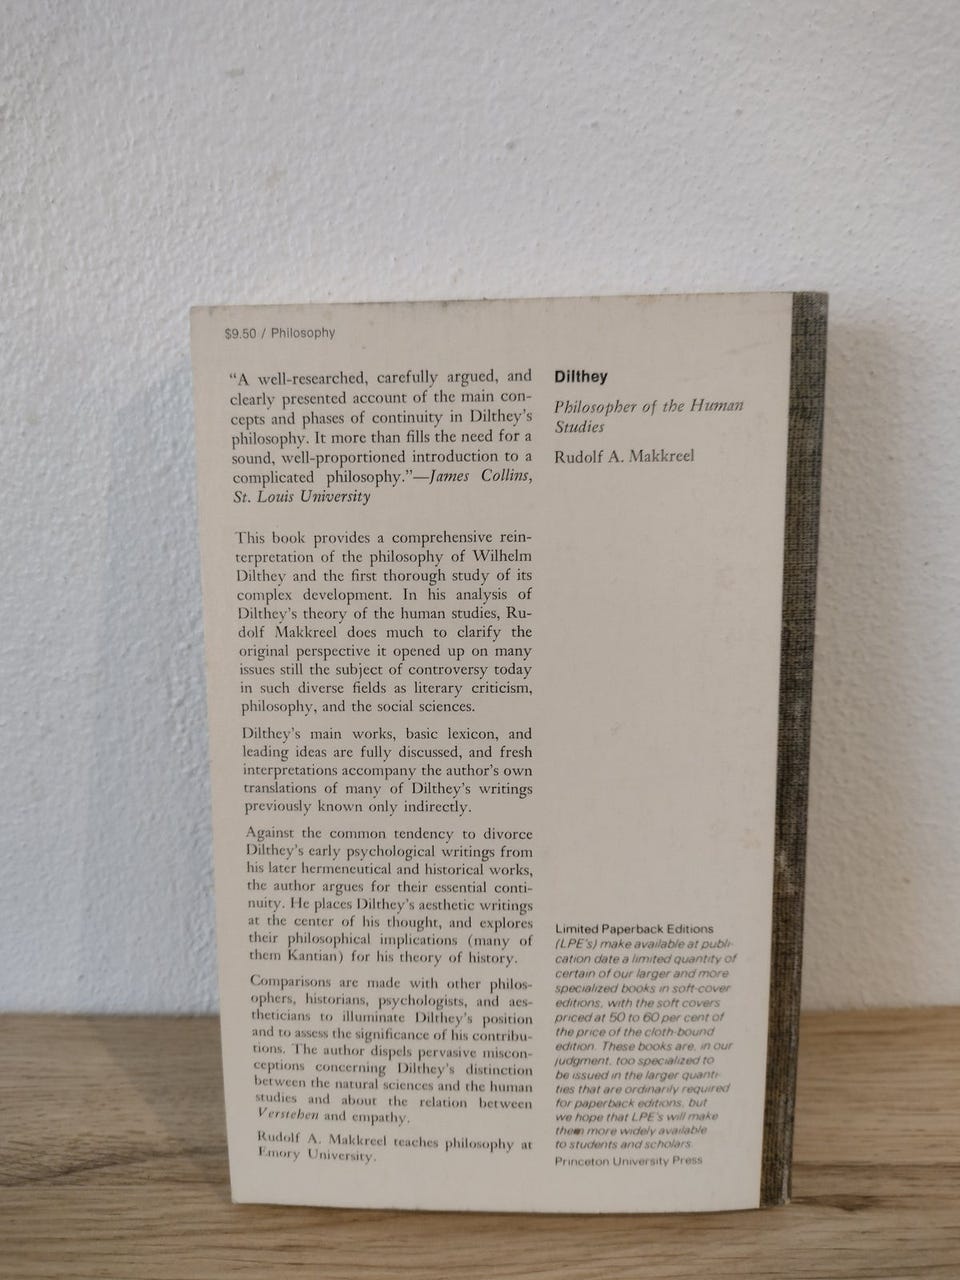 $9.50 / Philosophy
“A well-researched, carefully argued, and
clearly presented account of the main con-
cepts and phases of continuity in Dilthey’s
philosophy. It more than fills the need for a
sound, well-proportioned introduction to a
complicated philosophy.”—James Collins,
St. Louis University
This book provides a comprehensive rein-
terpretation of the philosophy of Wilhelm
Dilthey and the first thorough study of its
complex development. In his analysis of
Dilthey’s theory of the human studies, Ru-
dolf Makkreel does much to clarify the
original perspective it opened up on many
issues still the subject of controversy today
in such diverse fields as literary criticism,
philosophy, and the social sciences.
Dilthey’s main works, basic lexicon, and
leading ideas are fully discussed, and fresh
interpretations accompany the author’s own
translations of many of Dilthey’s writings
previously known only indirectly.
Against the common tendency to divorce
Dilthey’s early psychological writings from
his later hermeneutical and historical works,
the author argues for their essential conti-
nuity. He places Dilthey’s aesthetic writings
at the center of his thought, and explores
their philosophical implications (many of
them Kantian) for his theory of history.
Comparisons are made with other philos-
ophers, historians, psychologists, and aes-
theticians to illuminate Dilthey’s position
and to assess the significance of his contribu-
tions. The author dispels pervasive miscon-
ceptions concerning Dilthey’s distinction
between the natural sciences and the human
studies and about the relation between
Verstehen and empathy.
Rudolf A. Makkreel teaches philosophy at
Emory University.
Dilthey
Philosopher of the Human
Studies
Rudolf A. Makkreel
Limited Paperback Editions
(LPE’s) make available at publi-
cation date a limited quantity of
certain of our larger and more
specialized books in soft-cover
editions, with the soft covers
priced at 50 to 60 per cent of
the price of the cloth-bound
edition. These books are, in our
judgment, too specialized to
be issued in the larger quanti-
ties that are ordinarily required
for paperback editions, but
we hope that LPE’s will make
them more widely available
to students and scholars.
Princeton University Press